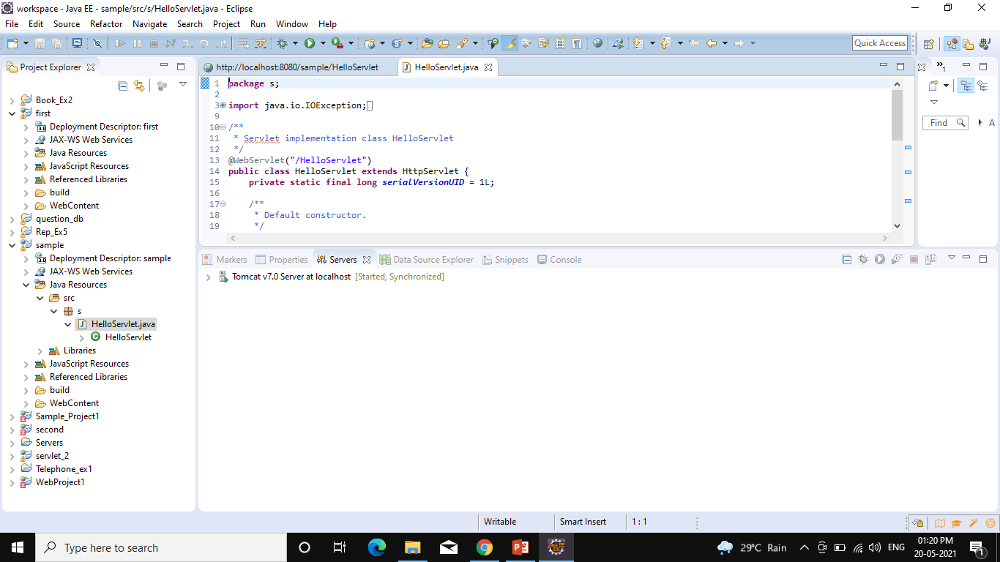 workspace - Java EE - sample/src/s/HelloServlet.java - Eclipse
File Edit Source Refactor Navigate Search Project Run Window Help
Quick Access
Project Explorer
Book_Ex2
first
Deployment Descriptor: first
JAX-WS Web Services
Java Resources
JavaScript Resources
Referenced Libraries
build
WebContent
question_db
Rep_Ex5
sample
Deployment Descriptor: sample
JAX-WS Web Services
Java Resources
src
s
HelloServlet.java
HelloServlet
Libraries
JavaScript Resources
Referenced Libraries
build
WebContent
Sample_Project1
second
Servers
servlet_2
Telephone_ex1
WebProject1
http://localhost:8080/sample/HelloServlet HelloServlet.java
1 package s;
2
3 import java.io.IOException;
9
10 /**
11 * Servlet implementation class HelloServlet
12 */
13 @WebServlet("/HelloServlet")
14 public class HelloServlet extends HttpServlet {
15 private static final long serialVersionUID = 1L;
16
17 /**
18 * Default constructor.
19 */
1
Find A
Markers Properties Servers Data Source Explorer Snippets Console
Tomcat v7.0 Server at localhost [Started, Synchronized]
Writable Smart Insert 1 : 1
Type here to search
29°C Rain ENG 01:20 PM
20-05-2021
1